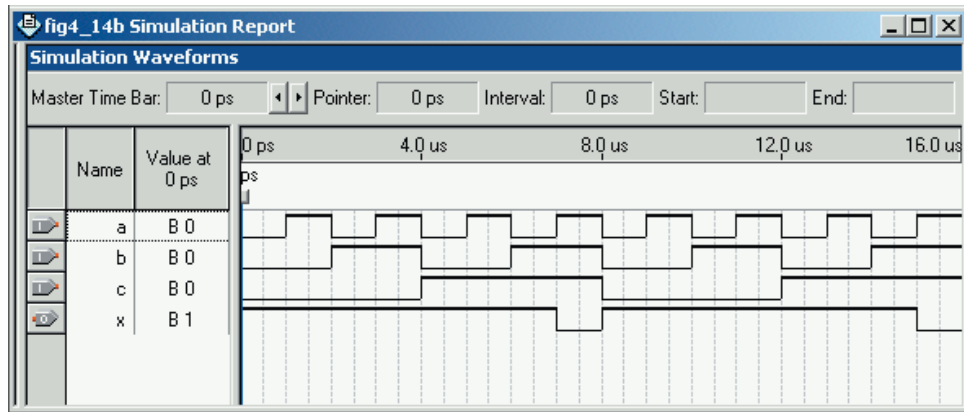 fig4_14b Simulation Report
Simulation Waveforms
Master Time Bar: 0 ps Pointer: 0 ps Interval: 0 ps Start: End:
Name Value at 0 ps
0 ps 4.0 us 8.0 us 12.0 us 16.0 us
ps
a B 0
b B 0
c B 0
x B 1